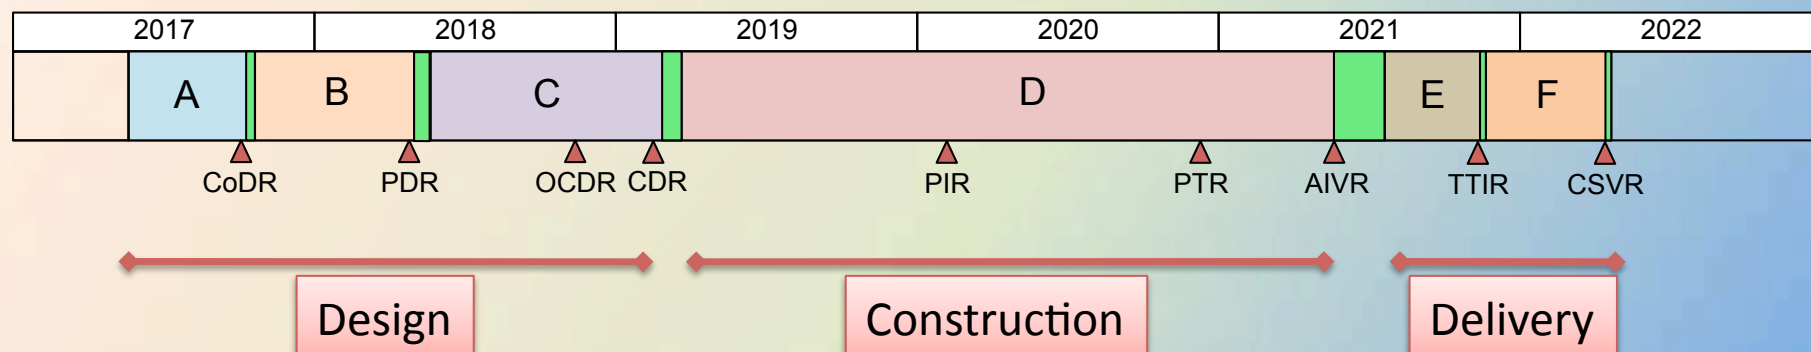 2017 2018 2019 2020 2021 2022
A B C D E F
CoDR PDR OCDR CDR PIR PTR AIVR TTIR CSVR
Design Construction Delivery